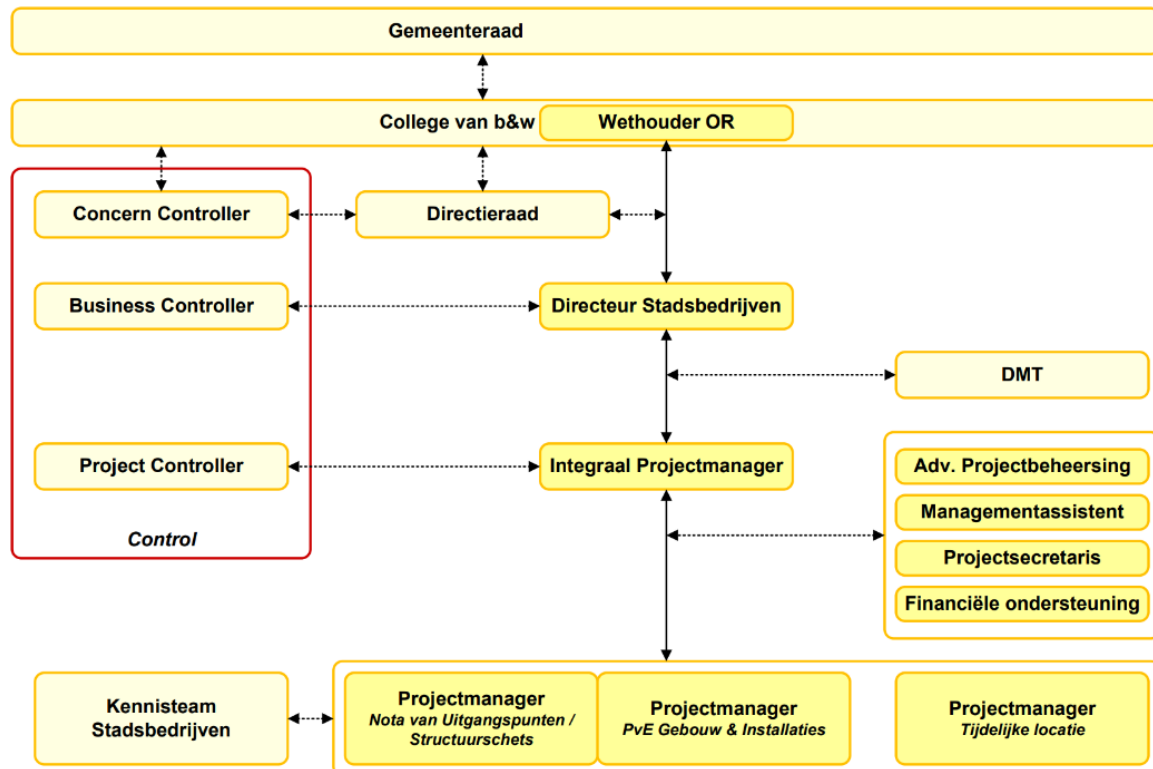 Gemeenteraad
College van b&w
Wethouder OR
Concern Controller
Directieraad
Business Controller
Directeur Stadsbedrijven
DMT
Project Controller
Integraal Projectmanager
Adv. Projectbeheersing
Managementassistent
Control
Projectsecretaris
Financiële ondersteuning
Kennisteam
Stadsbedrijven
Projectmanager
Nota van Uitgangspunten /
Structuurschets
Projectmanager
PvE Gebouw & Installaties
Projectmanager
Tijdelijke locatie